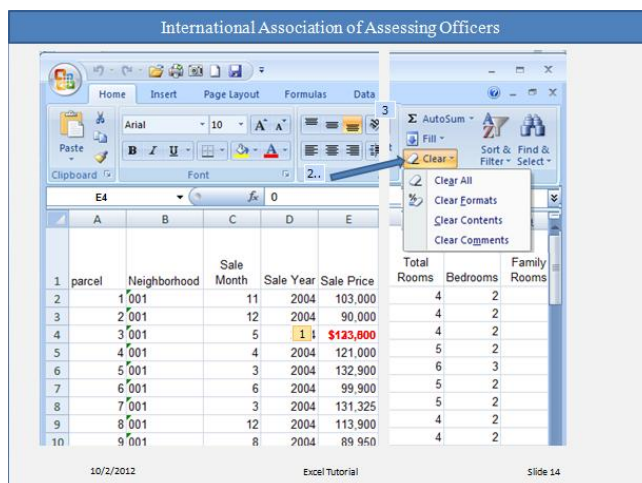 International Association of Assessing Officers
Home Insert Page Layout Formulas Data
3
Paste
Clipboard
Arial 10 A A
B I U A
Font
2..
Σ AutoSum
Fill
Clear
Sort & Filter
Find & Select
Clear All
Clear Formats
Clear Contents
Clear Comments
E4 fx 0
A B C D E
1 parcel Neighborhood Sale Month Sale Year Sale Price Total Rooms Bedrooms Family Rooms
2 1 001 11 2004 103,000 4 2
3 2 001 12 2004 90,000 4 2
4 3 001 5 1 4 $123,800 4 2
5 4 001 4 2004 121,000 5 2
6 5 001 3 2004 132,900 6 3
7 6 001 6 2004 99,900 5 2
8 7 001 3 2004 131,325 5 2
9 8 001 12 2004 113,900 4 2
10 9 001 8 2004 89,950 4 2
10/2/2012 Excel Tutorial Slide 14